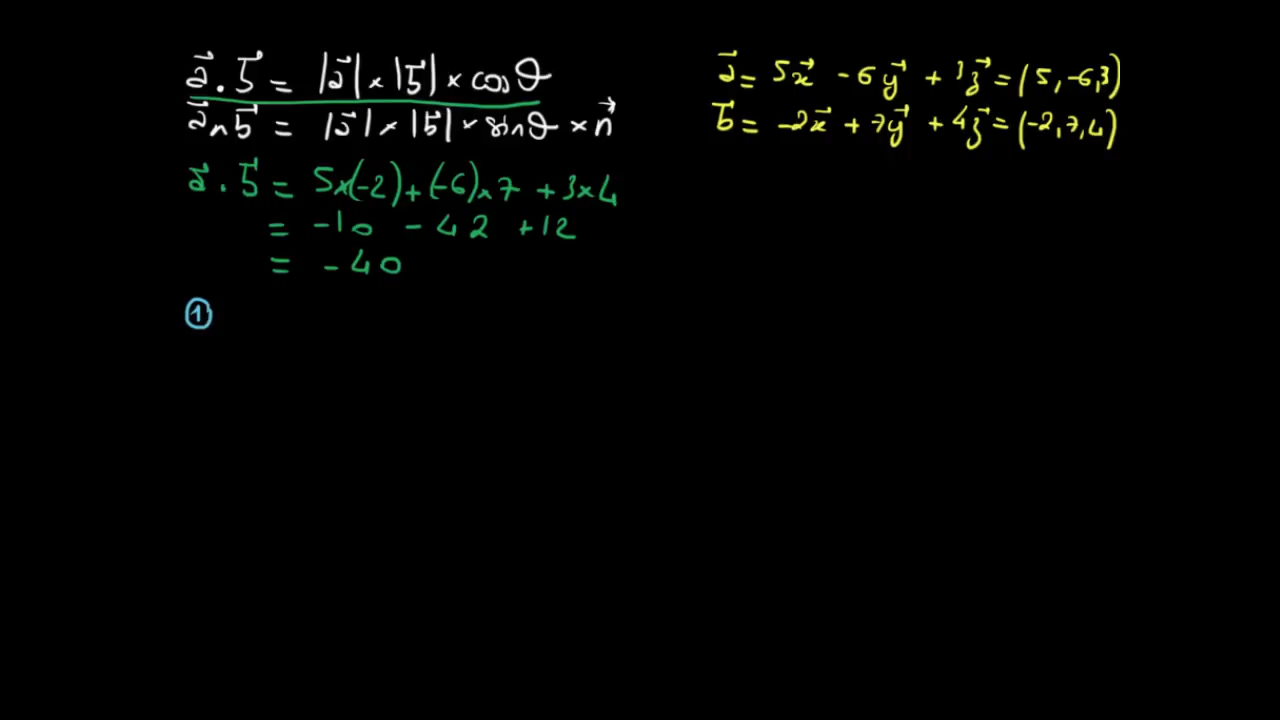 a⃗ . b⃗ = |a⃗| × |b⃗| × cos θ
a⃗ ∧ b⃗ = |a⃗| × |b⃗| × sin θ × n⃗
a⃗ . b⃗ = 5×(-2) + (-6)×7 + 3×4
= -10 - 42 +12
= -40
①
a⃗ = 5x⃗ - 6y⃗ + 3z⃗ = (5, -6, 3)
b⃗ = -2x⃗ + 7y⃗ + 4z⃗ = (-2, 7, 4)